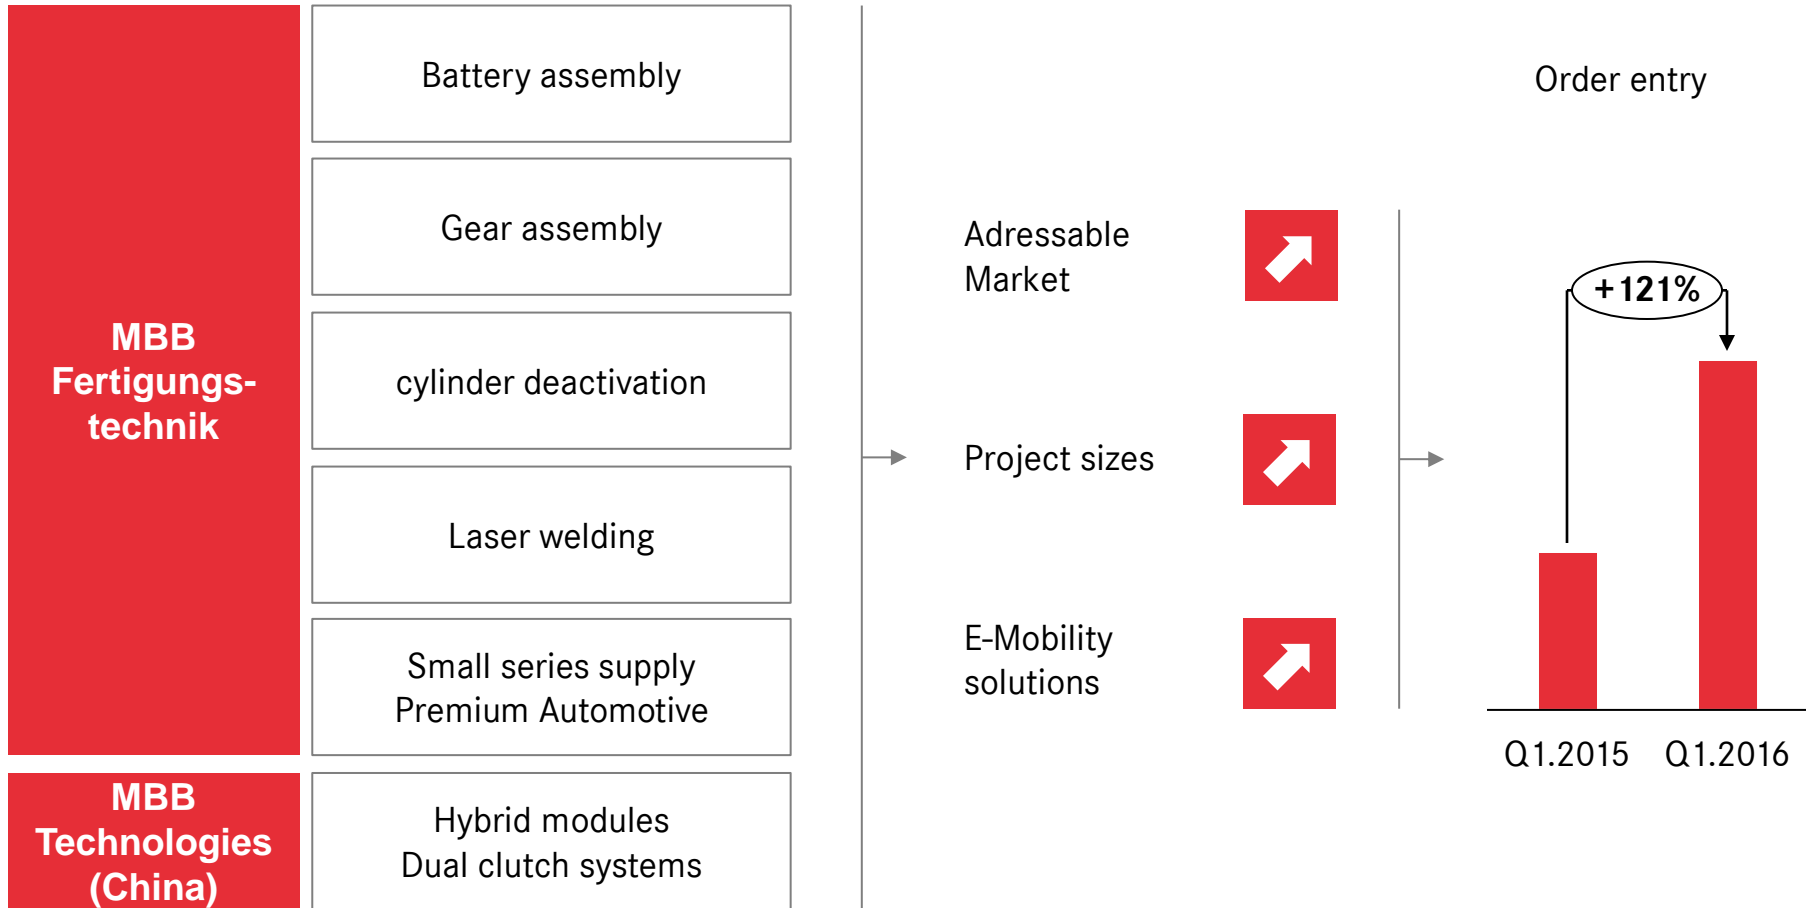 MBB
Fertigungs-
technik
Battery assembly
Gear assembly
cylinder deactivation
Laser welding
Small series supply
Premium Automotive
MBB
Technologies
(China)
Hybrid modules
Dual clutch systems
Adressable
Market
Project sizes
E-Mobility
solutions
Order entry
+121%
Q1.2015
Q1.2016